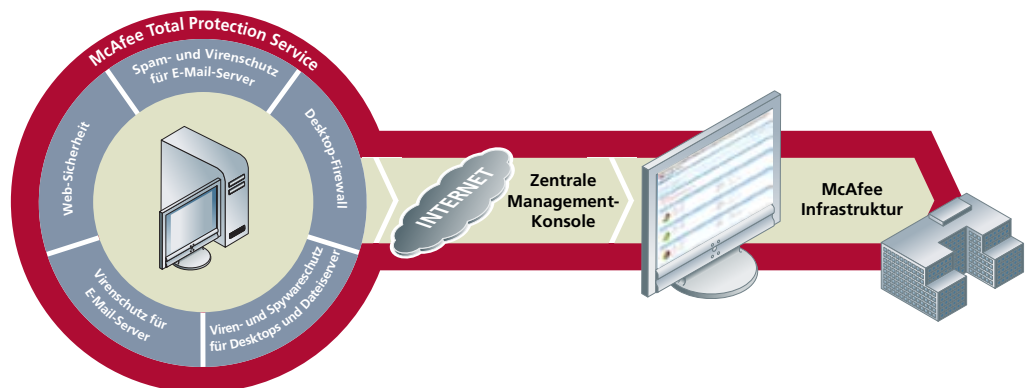 McAfee Total Protection Service
Spam- und Virenschutz
für E-Mail-Server
Desktop-Firewall
Viren- und Spywareschutz
für Desktops und Dateiserver
Virenschutz für
E-Mail-Server
Web-Sicherheit
INTERNET
Zentrale
Management-
Konsole
McAfee
Infrastruktur